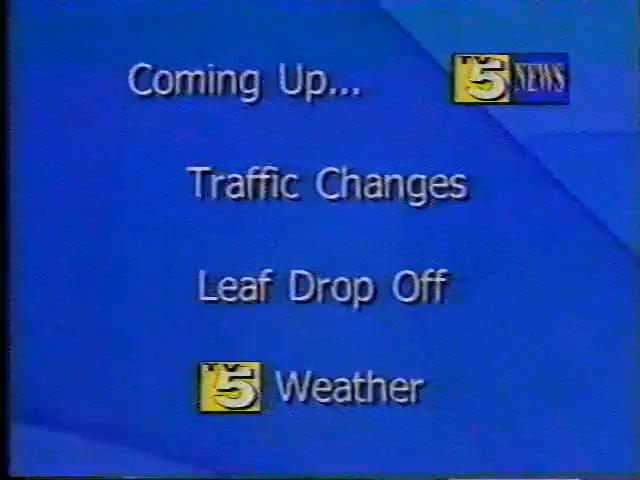 Coming Up...
TV 5 NEWS
Traffic Changes
Leaf Drop Off
TV 5 Weather